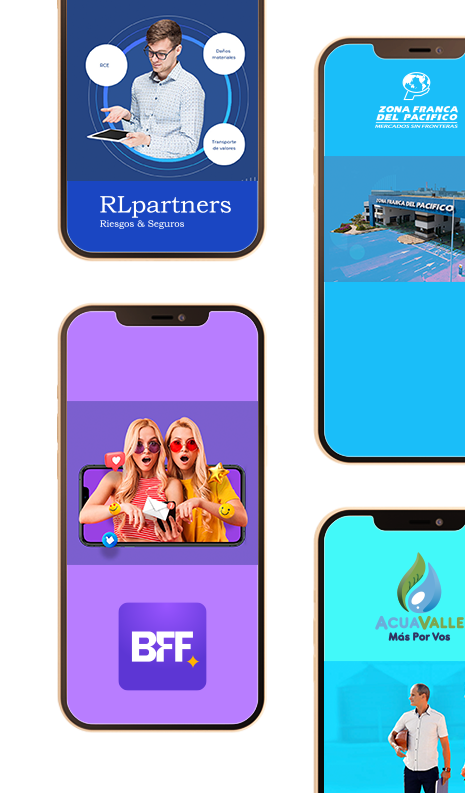 BCE
Daños
materiales
Transporte
de valores
RLpartners
Riesgos & Seguros
ZONA FRANCA
DEL PACIFICO
MERCADOS SIN FRONTERAS
ZONA FRANCA DEL PACIFICO
BFF
ACUAVALLE
Más Por Vos